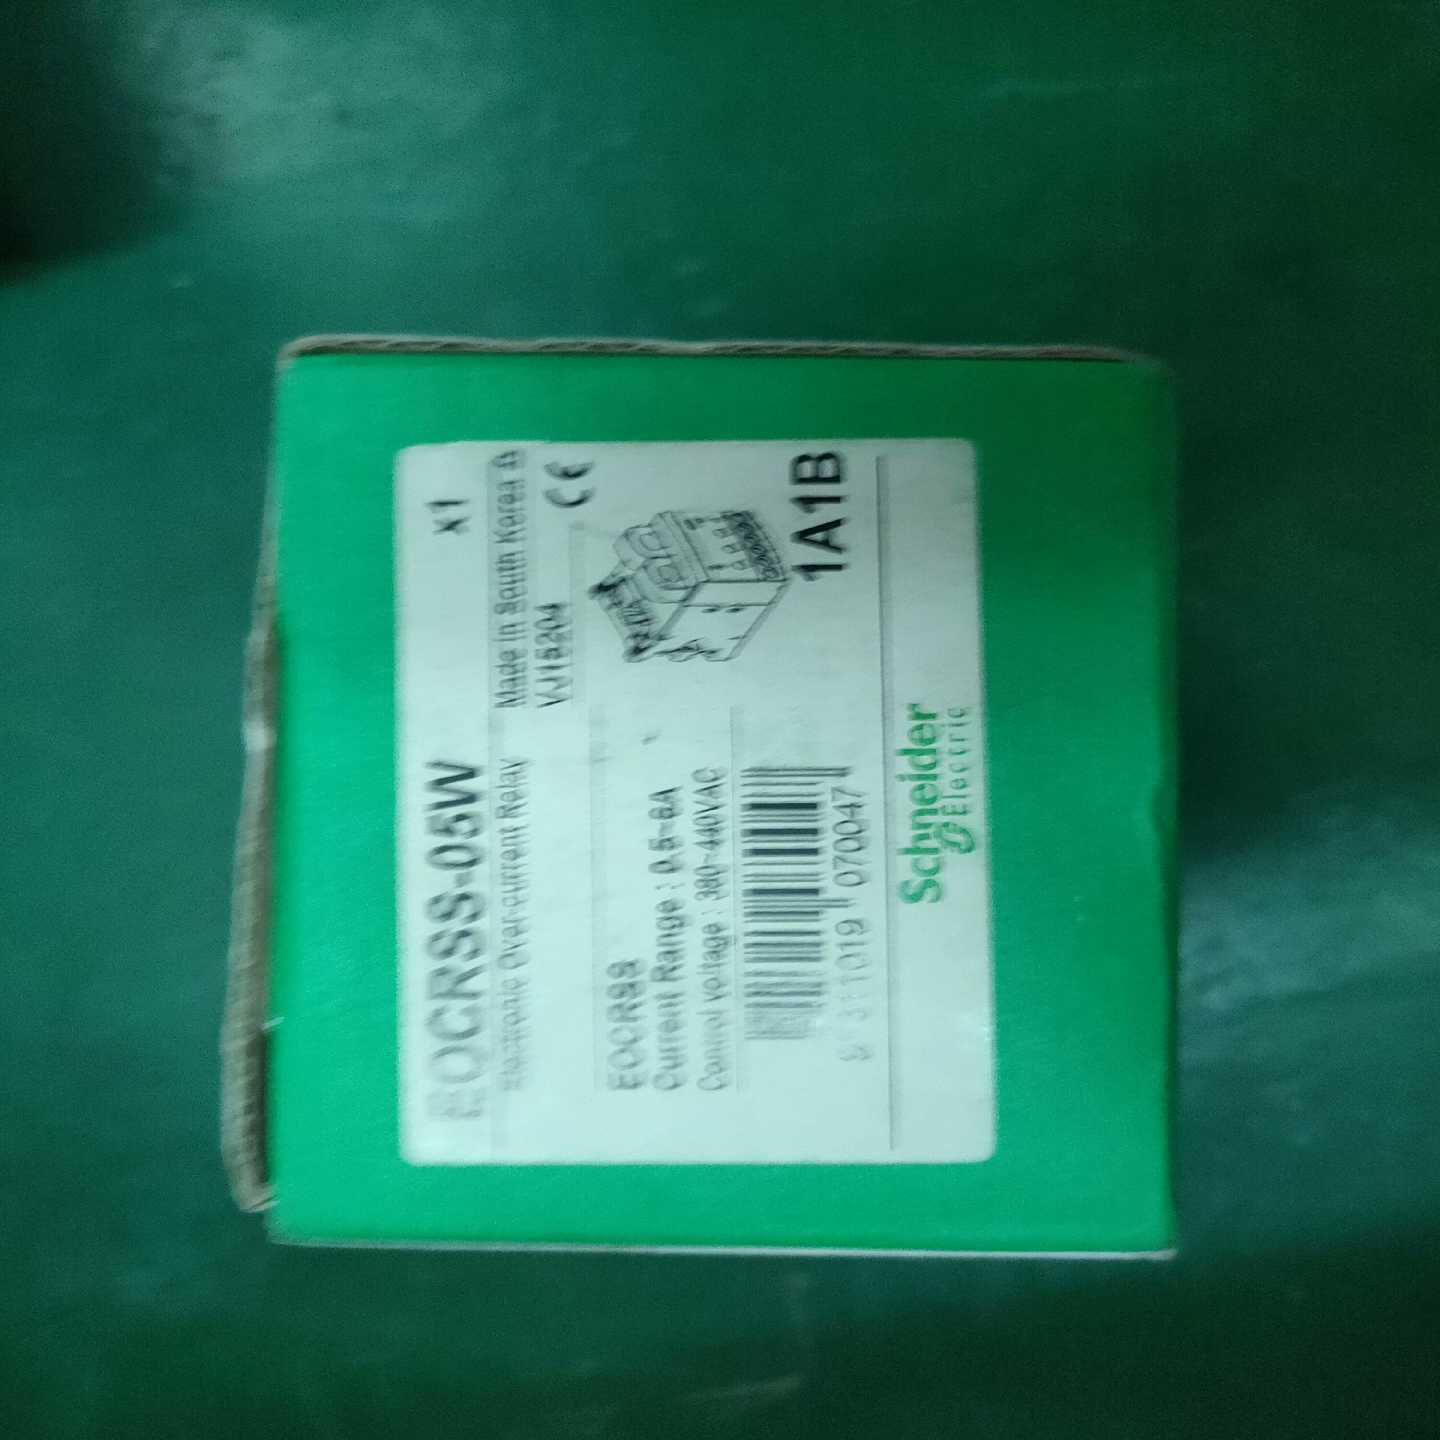 EOCRSS-05W
x1
Electronic Over-current Relay
Made in South Korea
VJ15204
CE
EOCRSS
Current Range : 0.5~6A
Control voltage : 380~440VAC
1A1B
070047
Schneider
Electric